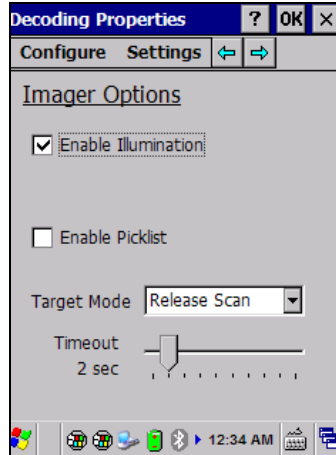 Decoding Properties ? OK ×
Configure Settings
Imager Options
Enable Illumination
Enable Picklist
Target Mode Release Scan
Timeout
2 sec
12:34 AM